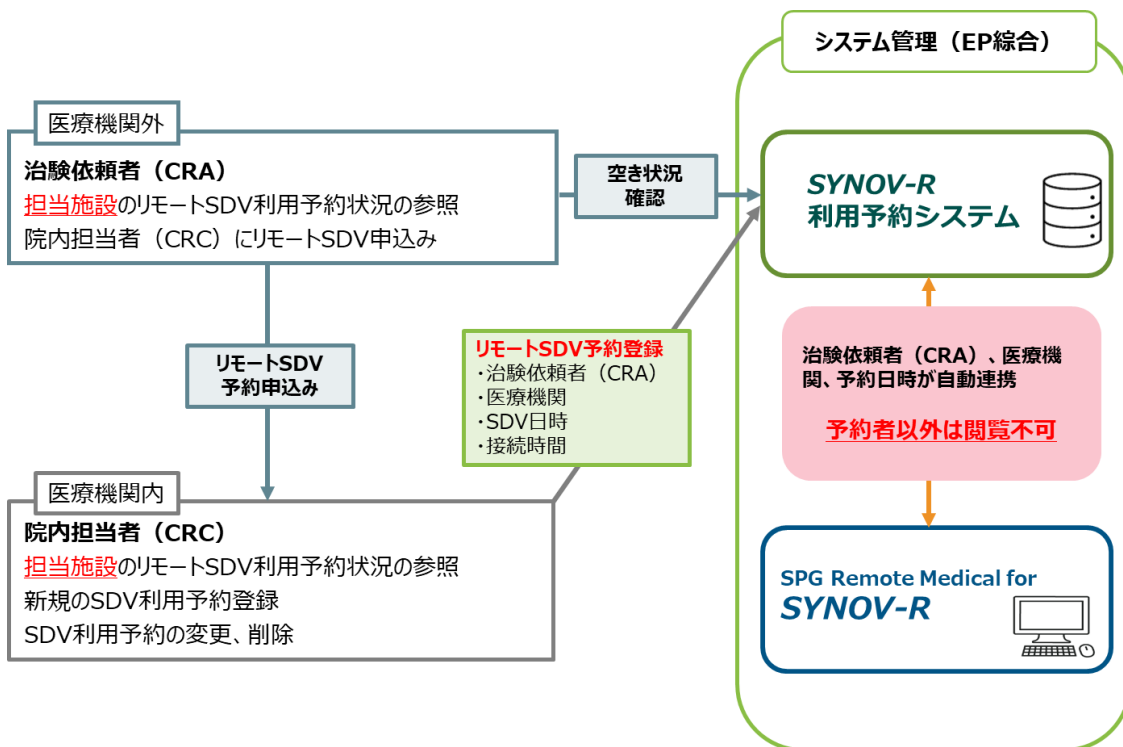 システム管理（EP綜合）
医療機関外
治験依頼者（CRA）
担当施設のリモートSDV利用予約状況の参照
院内担当者（CRC）にリモートSDV申込み
空き状況
確認
SYNOV-R
利用予約システム
リモートSDV
予約申込み
リモートSDV予約登録
・治験依頼者（CRA）
・医療機関
・SDV日時
・接続時間
治験依頼者（CRA）、医療機
関、予約日時が自動連携
予約者以外は閲覧不可
医療機関内
院内担当者（CRC）
担当施設のリモートSDV利用予約状況の参照
新規のSDV利用予約登録
SDV利用予約の変更、削除
SPG Remote Medical for
SYNOV-R